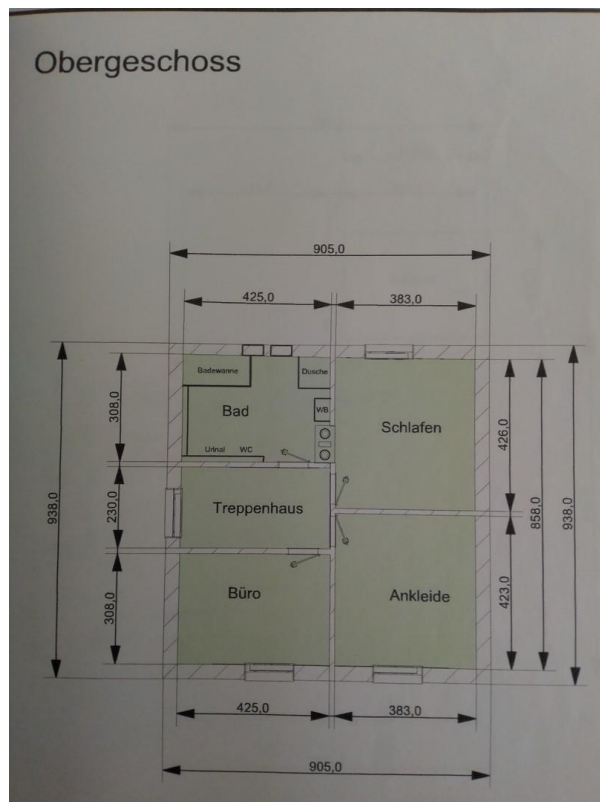 Obergeschoss
905,0
425,0
383,0
Badewanne
Dusche
308,0
Bad
WB
Schlafen
426,0
Urinal WC
938,0
230,0
Treppenhaus
858,0
938,0
308,0
Büro
Ankleide
423,0
425,0
383,0
905,0